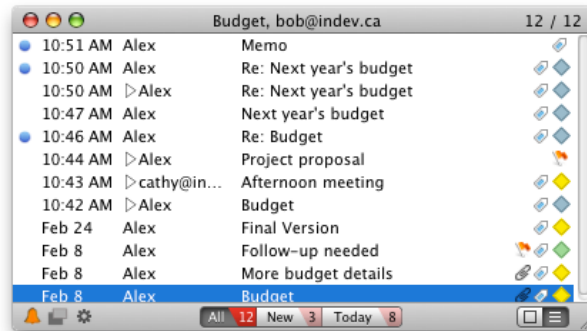 Budget, bob@indev.ca 12 / 12
10:51 AM Alex Memo
10:50 AM Alex Re: Next year's budget
10:50 AM ▷Alex Re: Next year's budget
10:47 AM Alex Next year's budget
10:46 AM Alex Re: Budget
10:44 AM ▷Alex Project proposal
10:43 AM ▷cathy@in... Afternoon meeting
10:42 AM ▷Alex Budget
Feb 24 Alex Final Version
Feb 8 Alex Follow-up needed
Feb 8 Alex More budget details
Feb 8 Alex Budget
All 12 New 3 Today 8